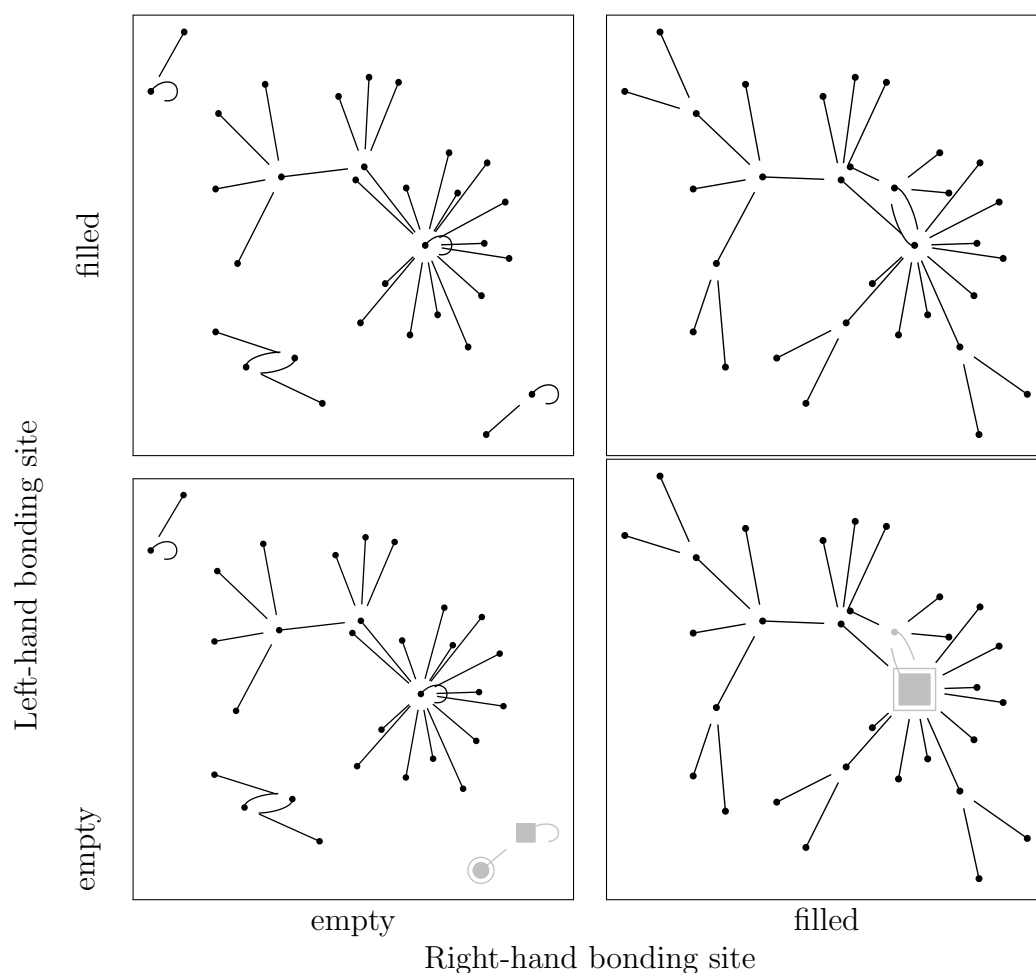 filled
Left-hand bonding site
empty
empty
filled
Right-hand bonding site